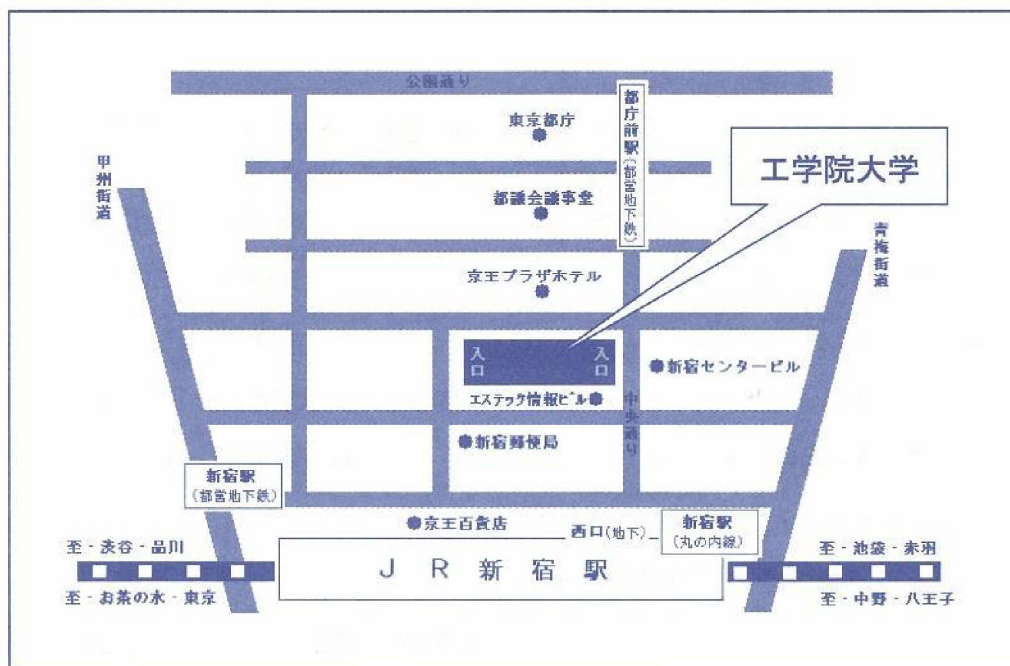 公園通り
東京都庁
都庁前駅(都営地下鉄)
工学院大学
甲州街道
都議会議事堂
青梅街道
京王プラザホテル
入口
入口
新宿センタービル
エステック情報ビル
中央通り
新宿郵便局
新宿駅
(都営地下鉄)
京王百貨店
西口(地下)
新宿駅
(丸の内線)
至-渋谷-品川
JR新宿駅
至-池袋-赤羽
至-お茶の水-東京
至-中野-八王子